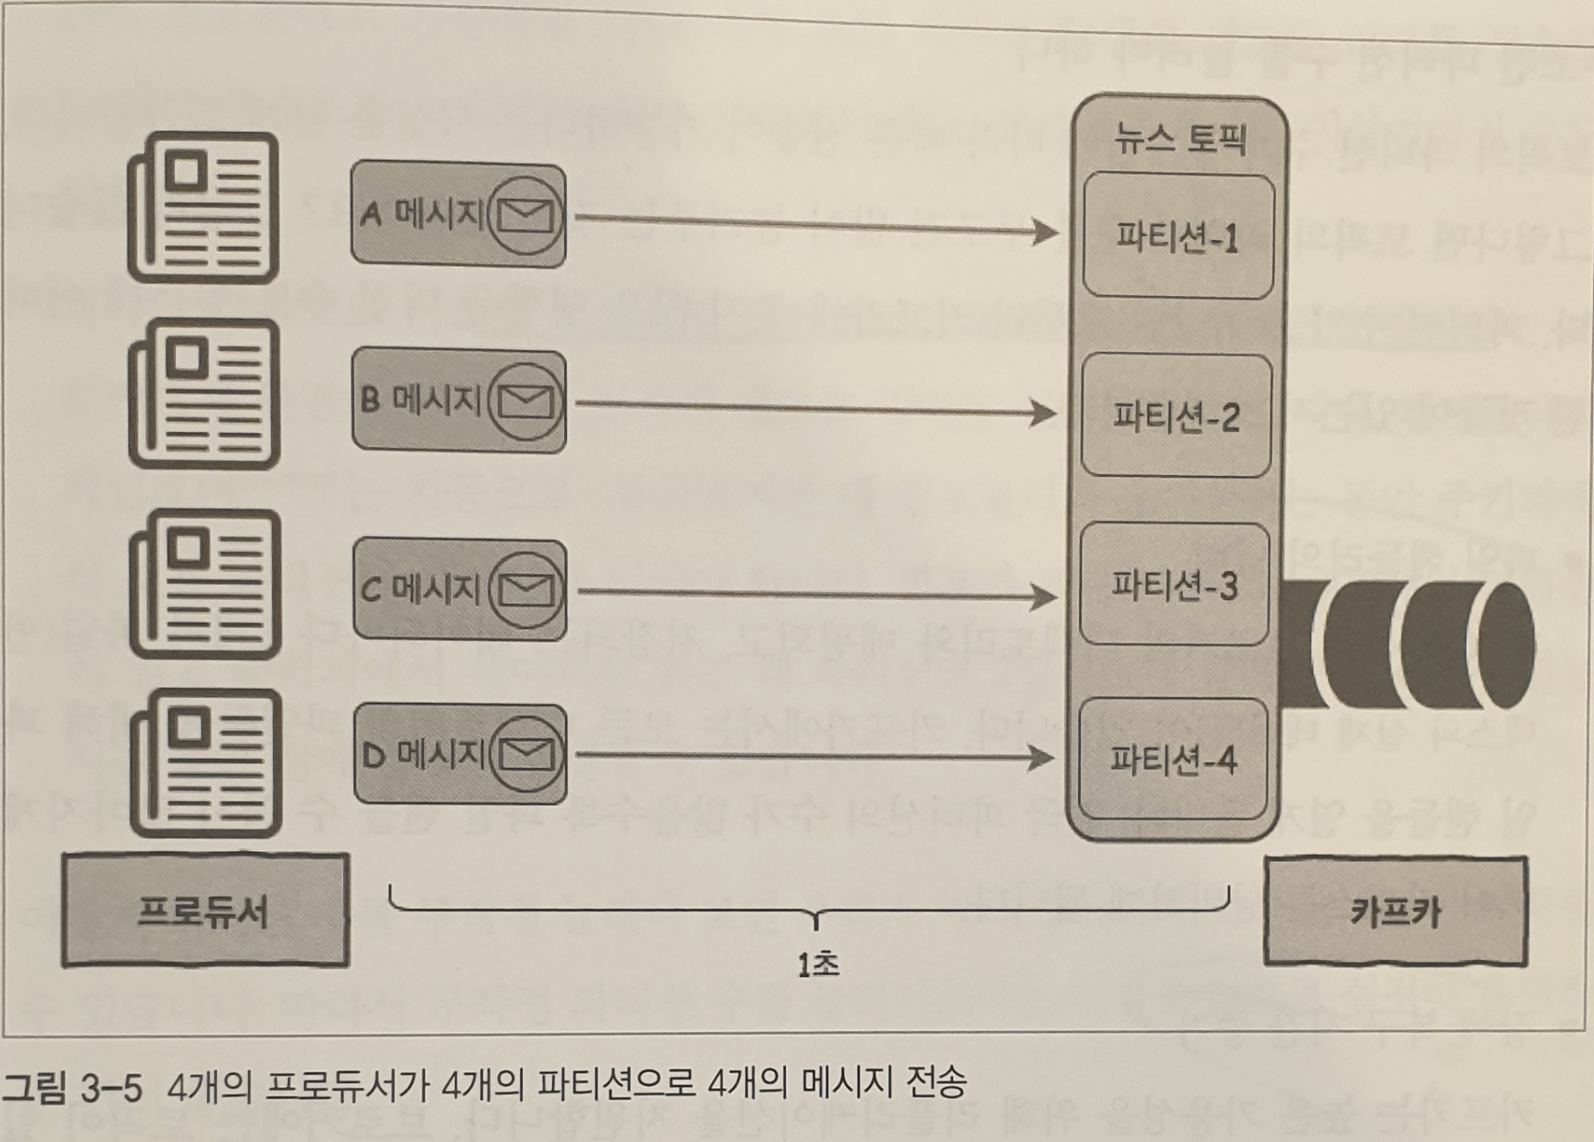 뉴스 토픽
A 메시지
파티션-1
B 메시지
파티션-2
C 메시지
파티션-3
D 메시지
파티션-4
프로듀서
카프카
1초
그림 3-5 4개의 프로듀서가 4개의 파티션으로 4개의 메시지 전송